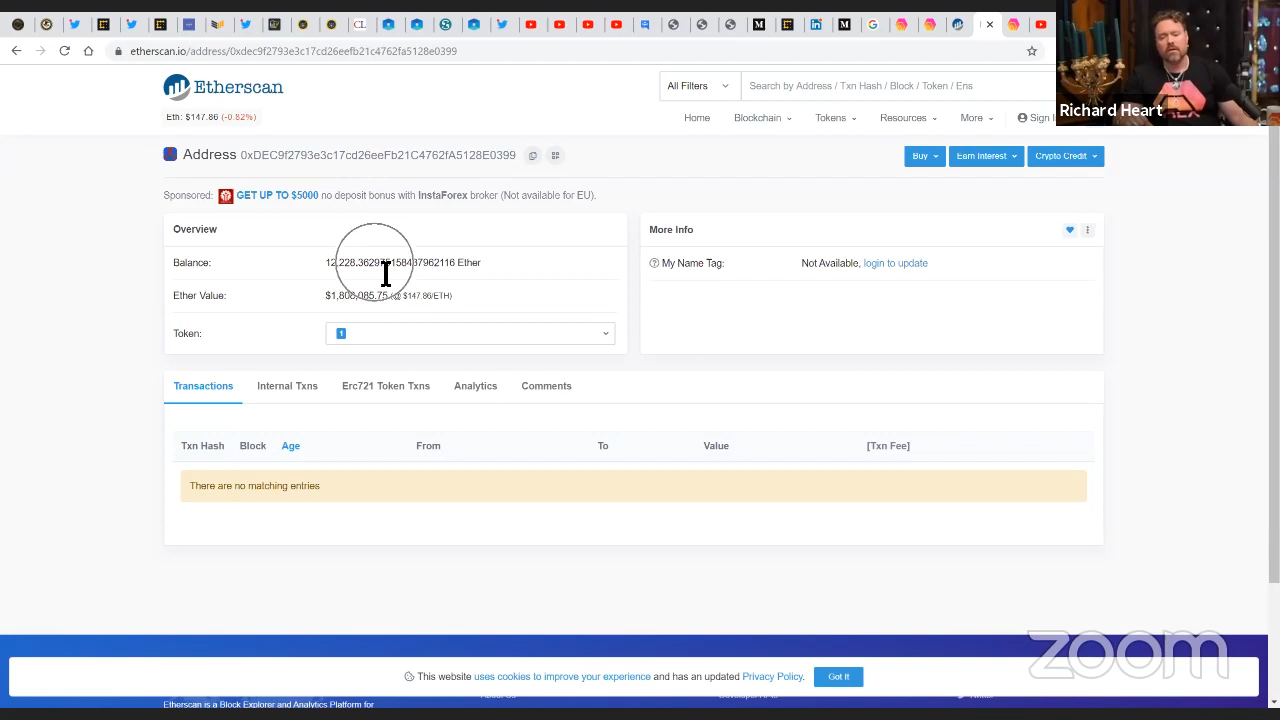 etherscan.io/address/0xdec9f2793e3c17cd26eefb21c4762fa5128e0399
Richard Heart
Etherscan
All Filters
Search by Address / Txn Hash / Block / Token / Ens
Eth: $147.86 (-0.82%)
Home
Blockchain
Tokens
Resources
More
Sign
Address 0xDEC9f2793e3c17cd26eeFb21C4762fA5128E0399
Buy
Earn Interest
Crypto Credit
Sponsored: GET UP TO $5000 no deposit bonus with InstaForex broker (Not available for EU).
Overview
More Info
Balance:
Ether
My Name Tag:
Not Available, login to update
Ether Value:
(@ $147.86/ETH)
Token:
1
Transactions
Internal Txns
Erc721 Token Txns
Analytics
Comments
Txn Hash
Block
Age
From
To
Value
[Txn Fee]
There are no matching entries
zoom
This website uses cookies to improve your experience and has an updated Privacy Policy.
Got It
Etherscan is a Block Explorer and Analytics Platform for